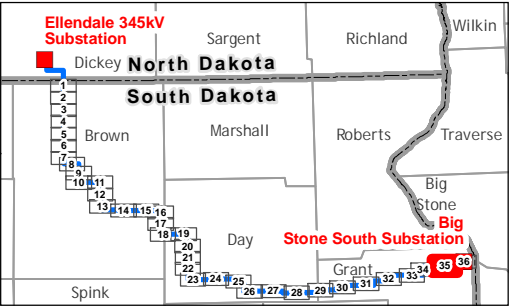 Ellendale 345kV
Substation
Wilkin
Sargent
Richland
Dickey
North Dakota
South Dakota
1
2
3
4
5
6
7
8
9
10
11
12
13
14
15
16
17
18
19
20
21
22
23
24
25
26
27
28
29
30
31
32
33
34
35
36
Brown
Marshall
Roberts
Traverse
Big
Stone
Day
Big
Stone South Substation
Grant
Spink